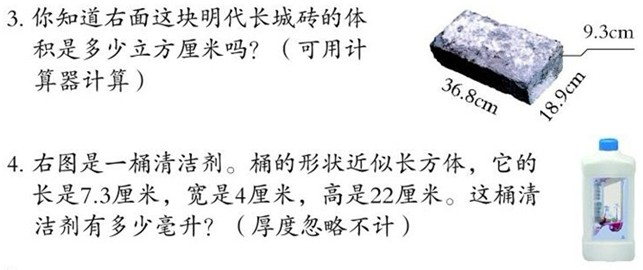 3. 你知道右面这块明代长城砖的体
积是多少立方厘米吗？（可用计
算器计算）
9.3cm
36.8cm
18.9cm
4. 右图是一桶清洁剂。桶的形状近似长方体，它的
长是7.3厘米，宽是4厘米，高是22厘米。这桶清
洁剂有多少毫升？（厚度忽略不计）